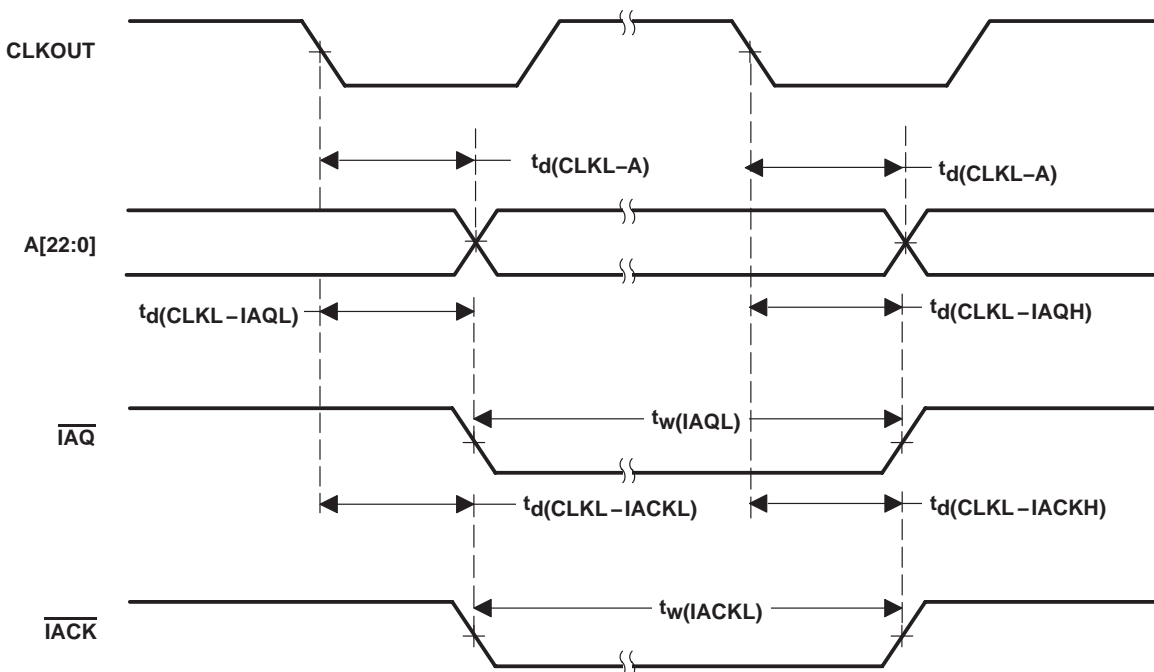 CLKOUT
td(CLKL–A)
td(CLKL–A)
A[22:0]
td(CLKL–IAQL)
td(CLKL–IAQH)
IAQ
tw(IAQL)
td(CLKL–IACKL)
td(CLKL–IACKH)
IACK
tw(IACKL)